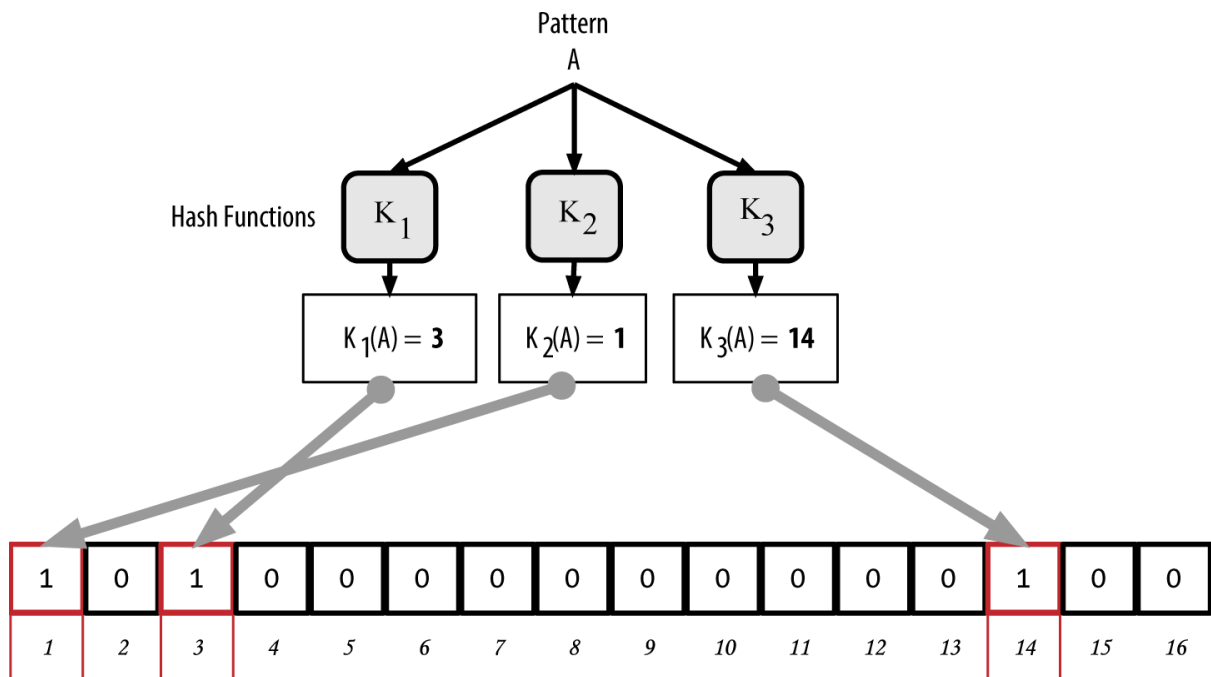 Pattern
A
Hash Functions
K1
K2
K3
K1(A) = 3
K2(A) = 1
K3(A) = 14
1 0 1 0 0 0 0 0 0 0 0 0 0 1 0 0
1 2 3 4 5 6 7 8 9 10 11 12 13 14 15 16